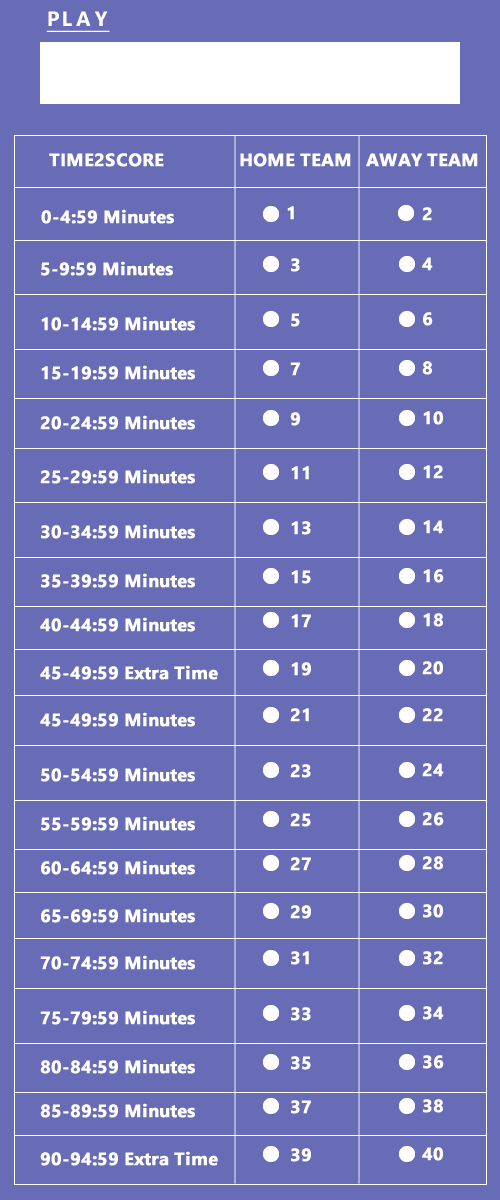 PLAY
TIME2SCORE HOME TEAM AWAY TEAM
0-4:59 Minutes 1 2
5-9:59 Minutes 3 4
10-14:59 Minutes 5 6
15-19:59 Minutes 7 8
20-24:59 Minutes 9 10
25-29:59 Minutes 11 12
30-34:59 Minutes 13 14
35-39:59 Minutes 15 16
40-44:59 Minutes 17 18
45-49:59 Extra Time 19 20
45-49:59 Minutes 21 22
50-54:59 Minutes 23 24
55-59:59 Minutes 25 26
60-64:59 Minutes 27 28
65-69:59 Minutes 29 30
70-74:59 Minutes 31 32
75-79:59 Minutes 33 34
80-84:59 Minutes 35 36
85-89:59 Minutes 37 38
90-94:59 Extra Time 39 40